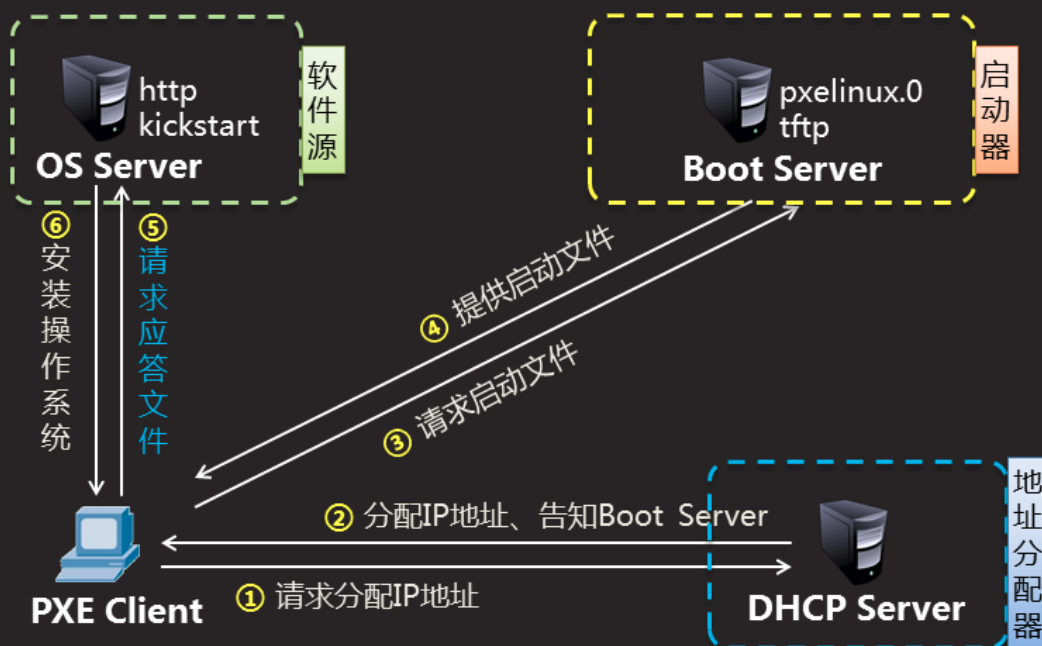 http
kickstart
OS Server
软件源
pxelinux.0
tftp
Boot Server
启动器
⑥安装操作系统
⑤请求应答文件
④ 提供启动文件
③ 请求启动文件
② 分配IP地址、告知Boot Server
① 请求分配IP地址
PXE Client
DHCP Server
地址分配器